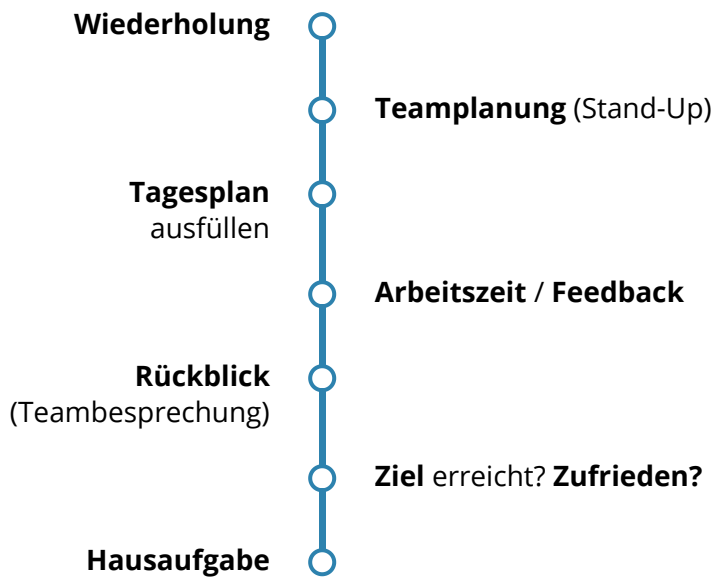 Wiederholung
Teamplanung (Stand-Up)
Tagesplan
ausfüllen
Arbeitszeit / Feedback
Rückblick
(Teambesprechung)
Ziel erreicht? Zufrieden?
Hausaufgabe